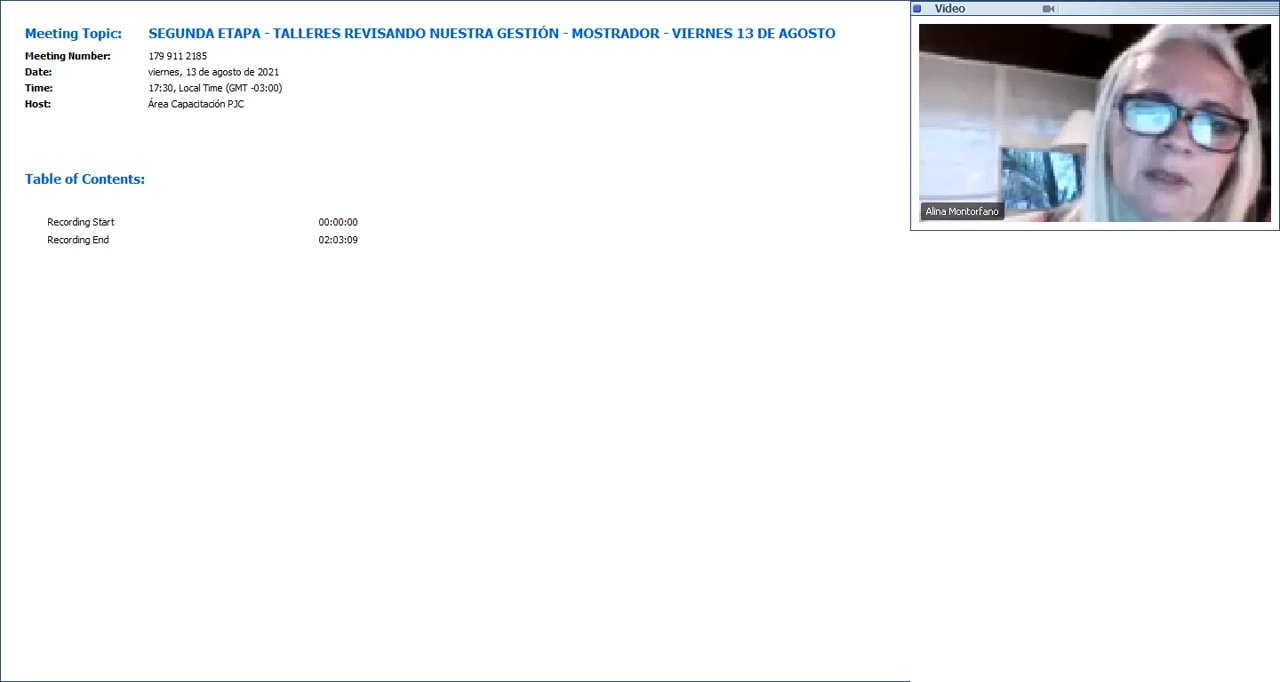 Meeting Topic: SEGUNDA ETAPA - TALLERES REVISANDO NUESTRA GESTIÓN - MOSTRADOR - VIERNES 13 DE AGOSTO
Meeting Number: 179 911 2185
Date: viernes, 13 de agosto de 2021
Time: 17:30, Local Time (GMT -03:00)
Host: Área Capacitación PJC
Table of Contents:
Recording Start 00:00:00
Recording End 02:03:09
Video
Alina Montorfano